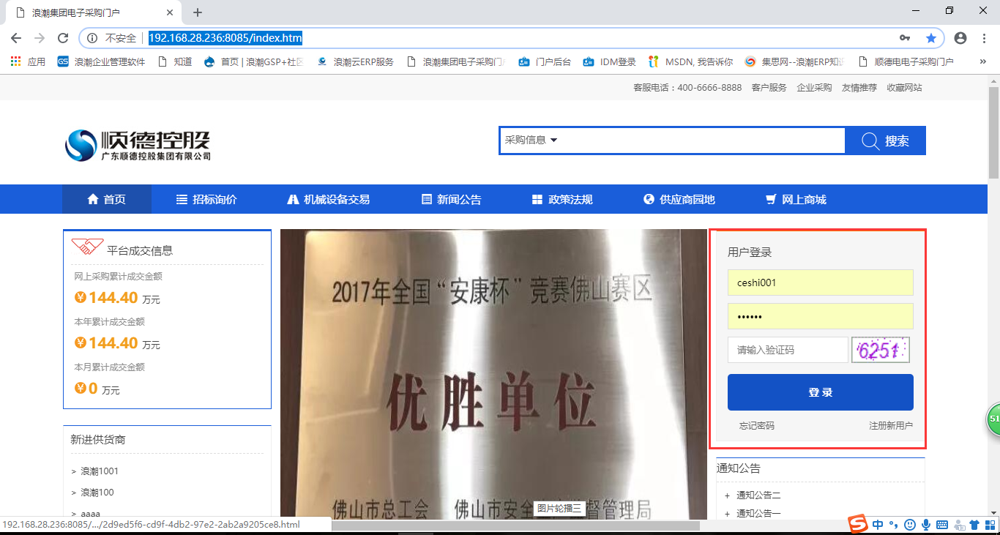 浪潮集团电子采购门户
不安全 192.168.28.236:8085/index.htm
应用 浪潮企业管理软件 知道 首页 | 浪潮GSP+社区 浪潮云ERP服务 浪潮集团电子采购门户 门户后台 IDM登录 MSDN, 我告诉你 集思网--浪潮ERP知识 顺德电电子采购门户 »
客服电话：400-6666-8888 客户服务 企业采购 友情推荐 收藏网站
顺德控股
广东顺德控股集团有限公司
采购信息 搜索
首页 招标询价 机械设备交易 新闻公告 政策法规 供应商园地 网上商城
平台成交信息
网上采购累计成交金额
¥ 144.40 万元
本年累计成交金额
¥ 144.40 万元
本月累计成交金额
¥ 0 万元
新进供货商
> 浪潮1001
> 浪潮100
> aaaa
2017年全国“安康杯”竞赛佛山赛区
优胜单位
佛山市总工会 佛山市安全 督管理局
图片轮播三
用户登录
ceshi001
••••••
请输入验证码 6251
登 录
忘记密码 注册新用户
通知公告
+ 通知公告二
+ 通知公告一
51
192.168.28.236:8085/.../2d9ed5f6-cd9f-4db2-97e2-2ab2a9205ce8.html
S 中